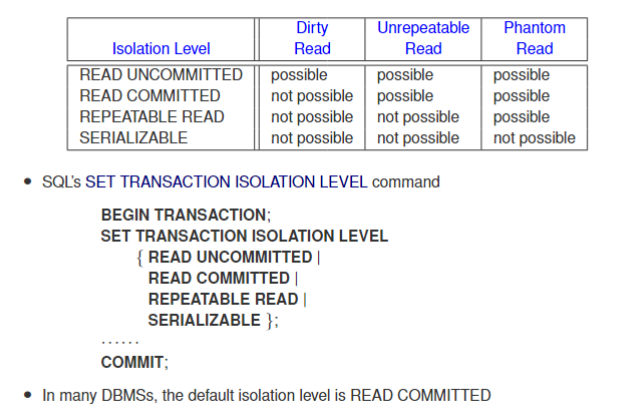 Dirty Unrepeatable Phantom
Isolation Level Read Read Read
READ UNCOMMITTED possible possible possible
READ COMMITTED not possible possible possible
REPEATABLE READ not possible not possible possible
SERIALIZABLE not possible not possible not possible
• SQL's SET TRANSACTION ISOLATION LEVEL command
BEGIN TRANSACTION;
SET TRANSACTION ISOLATION LEVEL
{ READ UNCOMMITTED |
READ COMMITTED |
REPEATABLE READ |
SERIALIZABLE };
······
COMMIT;
• In many DBMSs, the default isolation level is READ COMMITTED